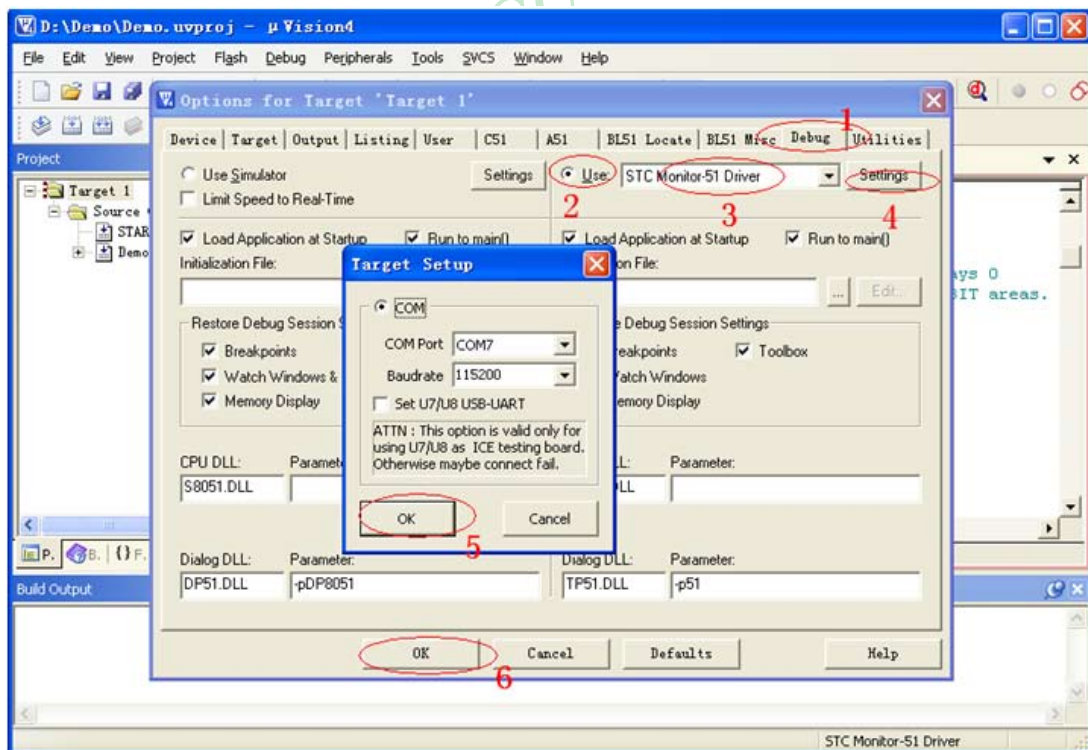 D:\Demo\Demo.uvproj - μVision4
File Edit View Project Flash Debug Peripherals Tools SVCS Window Help
Options for Target 'Target 1'
Device Target Output Listing User C51 A51 BL51 Locate BL51 Misc Debug Utilities
1
Project
Target 1
Source
STAR
Demo
Use Simulator Settings Use: STC Monitor-51 Driver Settings
Limit Speed to Real-Time
2 3 4
Load Application at Startup Run to main() Load Application at Startup Run to main()
Initialization File: on File:
... Edit...
ays 0
BIT areas.
Target Setup
COM
COM Port COM7
Baudrate 115200
Set U7/U8 USB-UART
ATTN : This option is valid only for
using U7/U8 as ICE testing board.
Otherwise maybe connect fail.
OK Cancel
5
Restore Debug Session S e Debug Session Settings
Breakpoints reakpoints Toolbox
Watch Windows & Watch Windows
Memory Display emory Display
CPU DLL: Paramet LL: Parameter:
S8051.DLL DLL
Dialog DLL: Parameter: Dialog DLL: Parameter:
DP51.DLL -pDP8051 TP51.DLL -p51
OK Cancel Defaults Help
6
P. B. {} F.
Build Output
STC Monitor-51 Driver